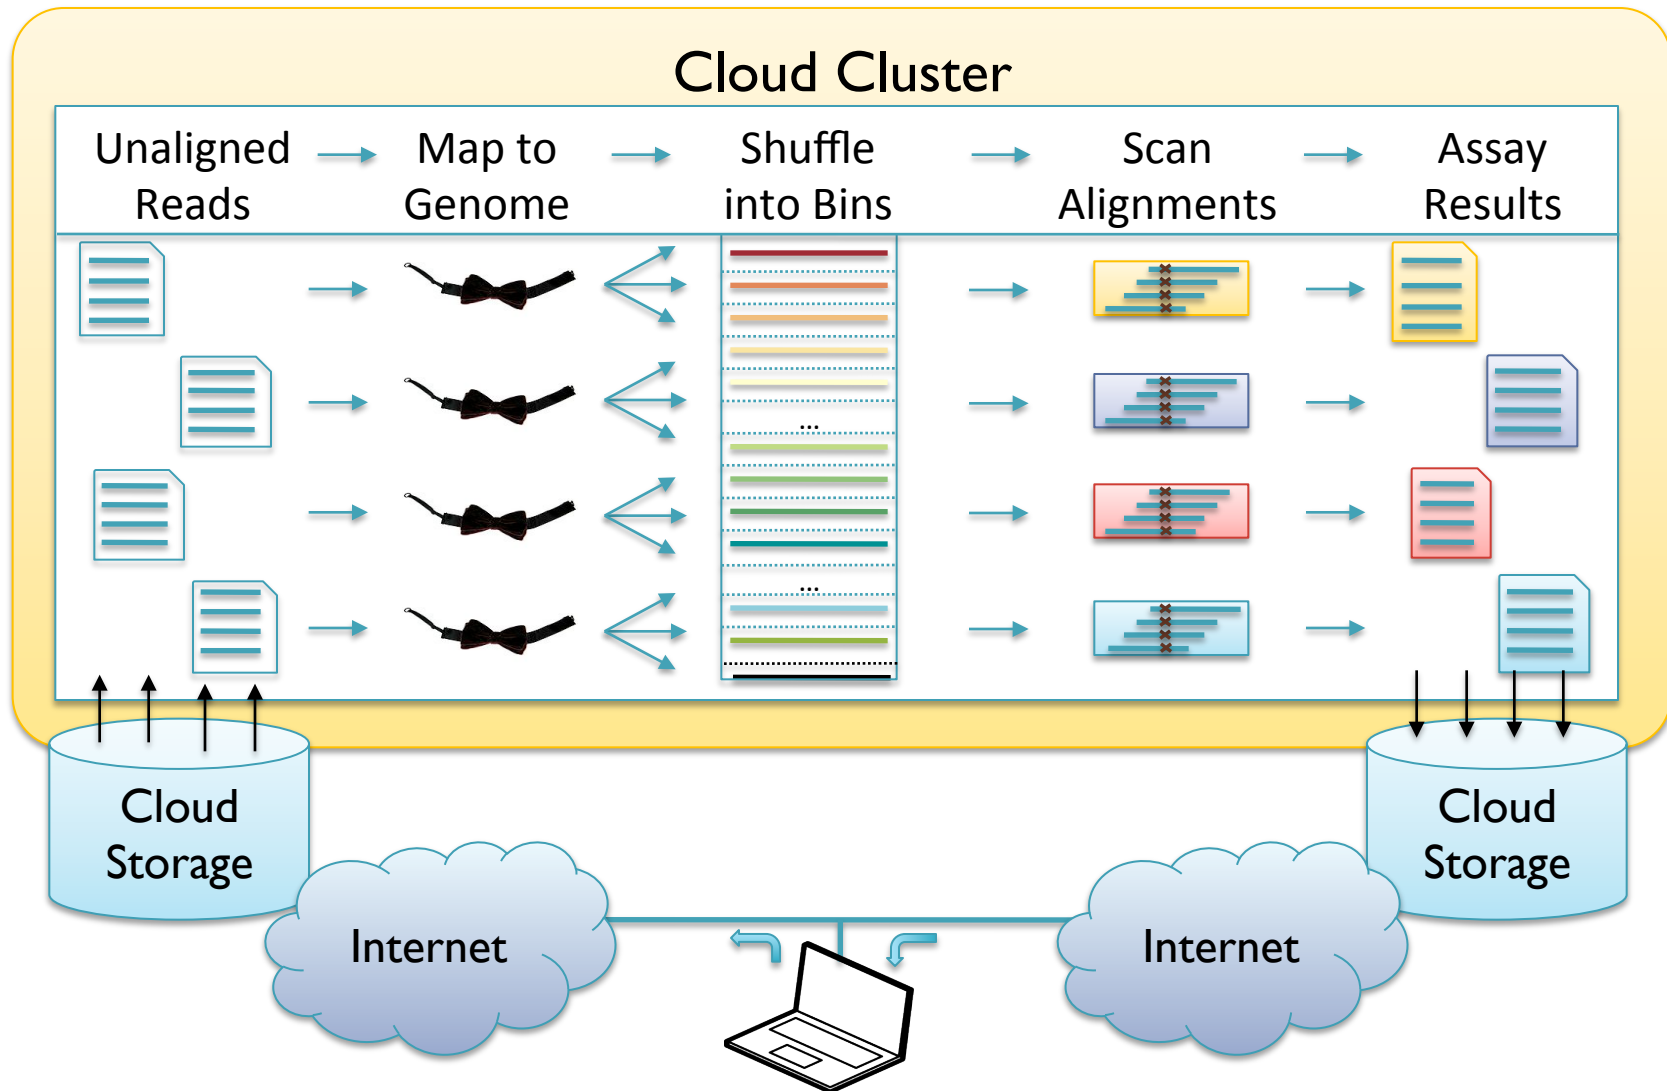 Cloud Cluster
Unaligned
Reads
Map to
Genome
Shuffle
into Bins
Scan
Alignments
Assay
Results
...
...
Cloud
Storage
Internet
Internet
Cloud
Storage